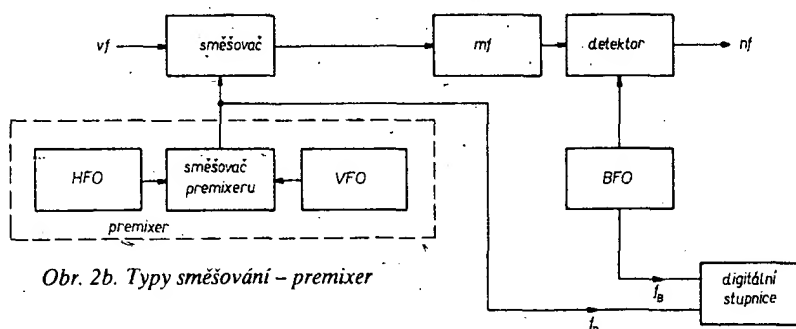 vf
směšovač
mf
detektor
nf
HFO
směšovač
premixeru
VFO
BFO
premixer
Obr. 2b. Typy směšování – premixer
f_B
digitální
stupnice